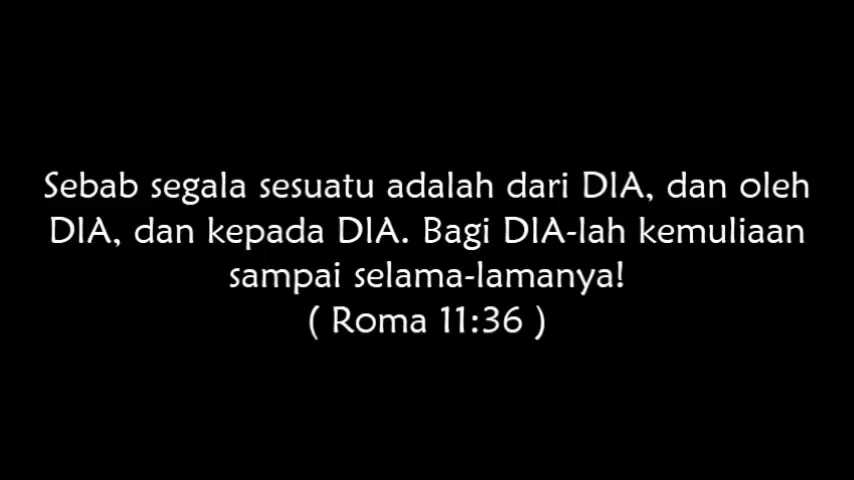 Sebab segala sesuatu adalah dari DIA, dan oleh
DIA, dan kepada DIA. Bagi DIA-lah kemuliaan
sampai selama-lamanya!
( Roma 11:36 )